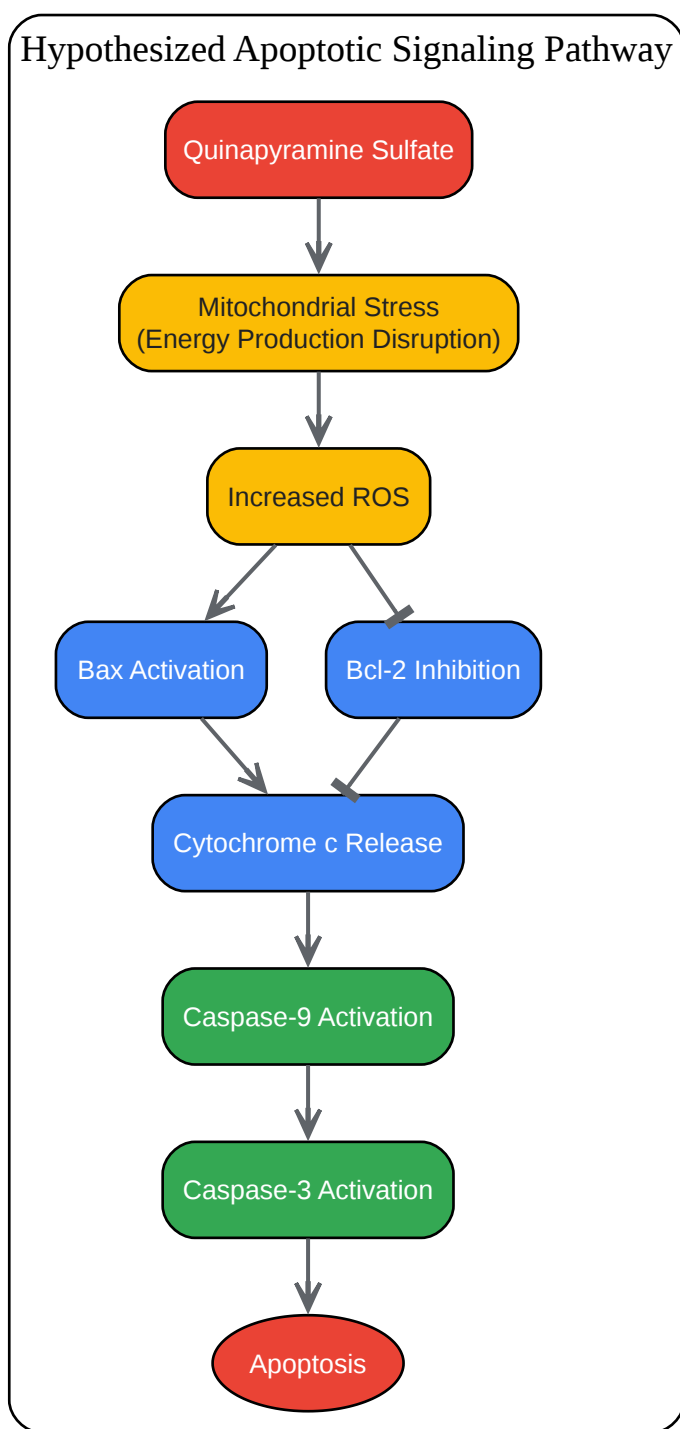 Hypothesized Apoptotic Signaling Pathway
Quinapyramine Sulfate
Mitochondrial Stress
(Energy Production Disruption)
Increased ROS
Bax Activation
Bcl-2 Inhibition
Cytochrome c Release
Caspase-9 Activation
Caspase-3 Activation
Apoptosis